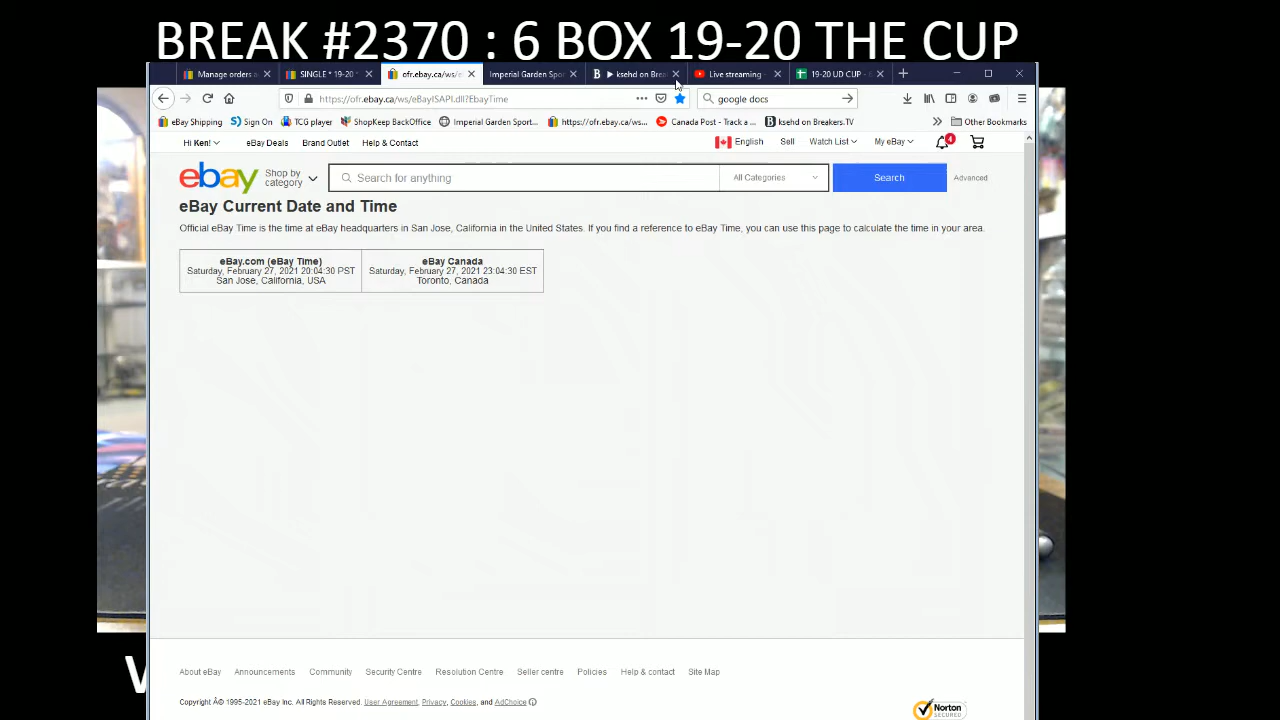 BREAK #2370 : 6 BOX 19-20 THE CUP
Manage orders a
SINGLE * 19-20
ofr.ebay.ca/ws/e
Imperial Garden Spor
ksehd on Brea
Live streaming -
19-20 UD CUP -
https://ofr.ebay.ca/ws/eBayISAPI.dll?EbayTime
google docs
eBay Shipping
Sign On
TCG player
ShopKeep BackOffice
Imperial Garden Sport...
https://ofr.ebay.ca/ws...
Canada Post - Track a ...
ksehd on Breakers.TV
Other Bookmarks
Hi Ken!
eBay Deals
Brand Outlet
Help & Contact
English
Sell
Watch List
My eBay
4
ebay
Shop by
category
Search for anything
All Categories
Search
Advanced
eBay Current Date and Time
Official eBay Time is the time at eBay headquarters in San Jose, California in the United States. If you find a reference to eBay Time, you can use this page to calculate the time in your area.
eBay.com (eBay Time)
Saturday, February 27, 2021 20:04:30 PST
San Jose, California, USA
eBay Canada
Saturday, February 27, 2021 23:04:30 EST
Toronto, Canada
About eBay
Announcements
Community
Security Centre
Resolution Centre
Seller centre
Policies
Help & contact
Site Map
Copyright Â© 1995-2021 eBay Inc. All Rights Reserved. User Agreement, Privacy, Cookies, and AdChoice
Norton
SECURED